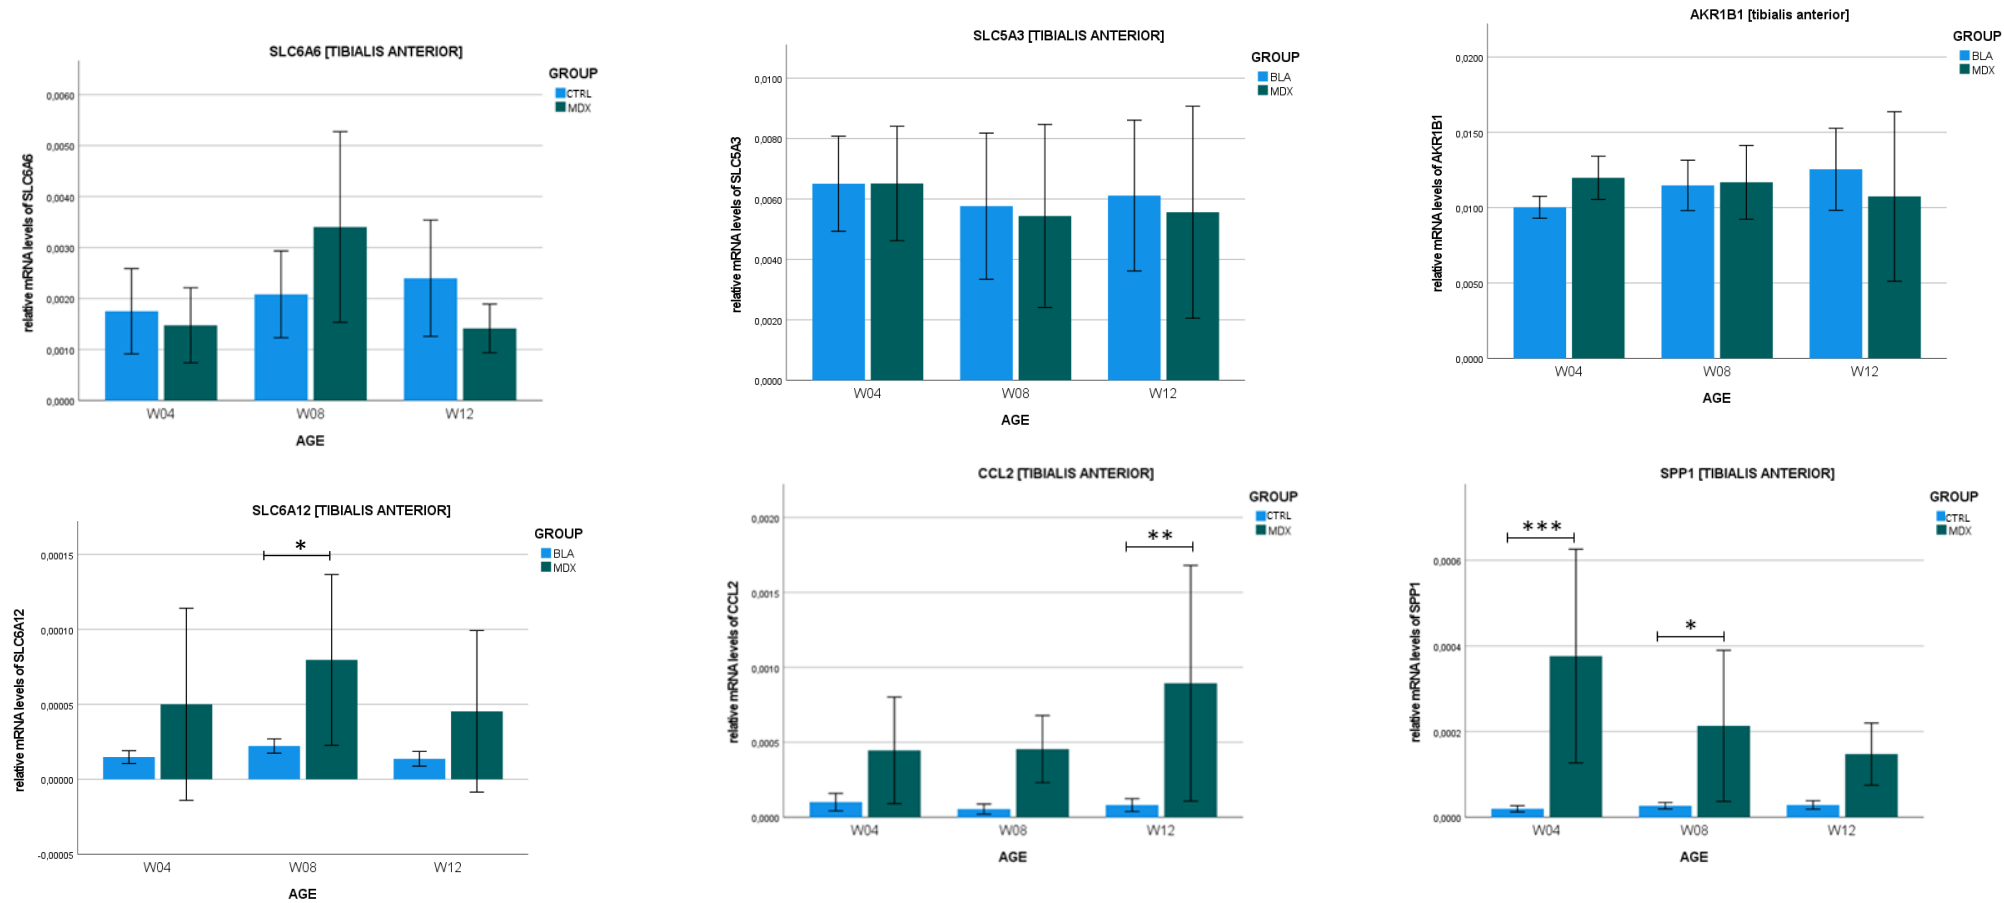 SLC6A6 [TIBIALIS ANTERIOR]
GROUP
CTRL
MDX
relative mRNA levels of SLC6A6
0,0060
0,0050
0,0040
0,0030
0,0020
0,0010
0,0000
W04 W08 W12
AGE
SLC5A3 [TIBIALIS ANTERIOR]
GROUP
BLA
MDX
relative mRNA levels of SLC5A3
0,0100
0,0080
0,0060
0,0040
0,0020
0,0000
W04 W08 W12
AGE
AKR1B1 [tibialis anterior]
GROUP
BLA
MDX
relative mRNA levels of AKR1B1
0,0200
0,0150
0,0100
0,0050
0,0000
W04 W08 W12
AGE
SLC6A12 [TIBIALIS ANTERIOR]
GROUP
BLA
MDX
relative mRNA levels of SLC6A12
*
0,00015
0,00010
0,00005
0,00000
-0,00005
W04 W08 W12
AGE
CCL2 [TIBIALIS ANTERIOR]
GROUP
CTRL
MDX
relative mRNA levels of CCL2
**
0,0020
0,0015
0,0010
0,0005
0,0000
W04 W08 W12
AGE
SPP1 [TIBIALIS ANTERIOR]
GROUP
CTRL
MDX
relative mRNA levels of SPP1
***
*
0,0006
0,0004
0,0002
0,0000
W04 W08 W12
AGE